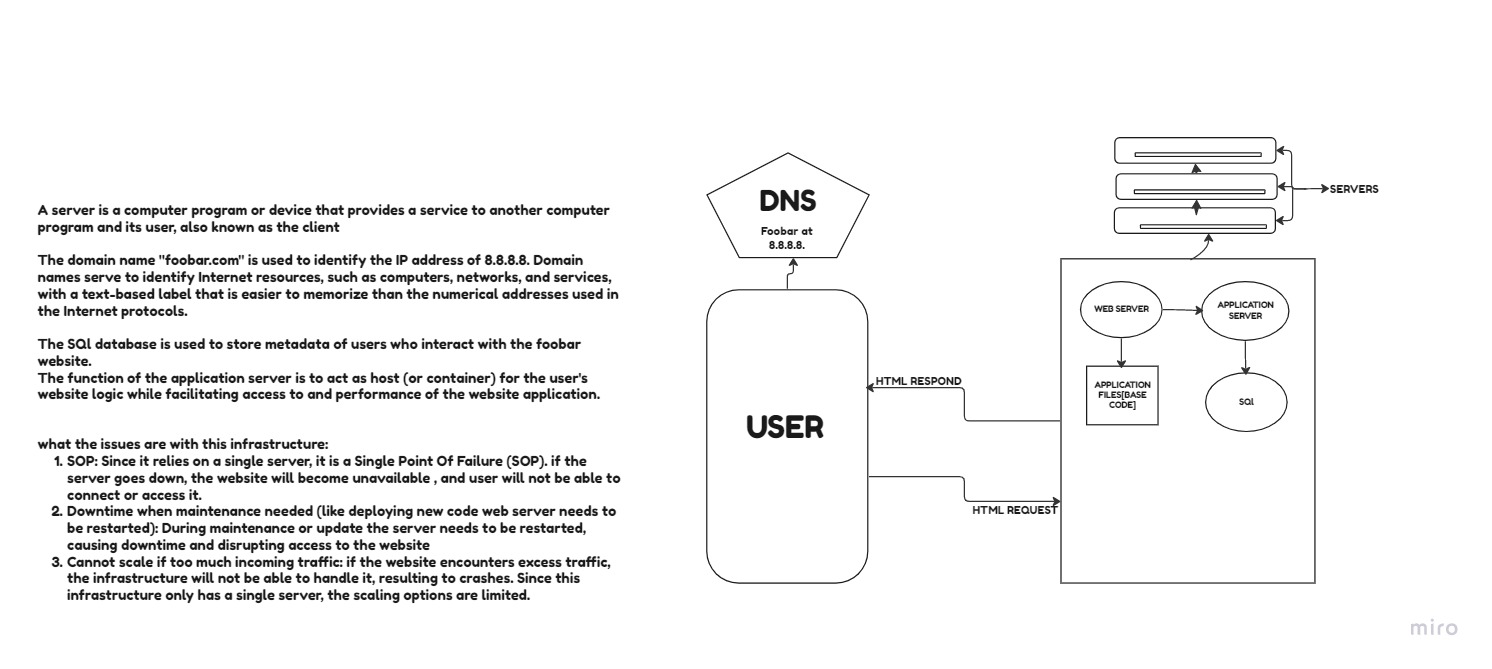 A server is a computer program or device that provides a service to another computer
program and its user, also known as the client
The domain name "foobar.com" is used to identify the IP address of 8.8.8.8. Domain
names serve to identify Internet resources, such as computers, networks, and services,
with a text-based label that is easier to memorize than the numerical addresses used in
the Internet protocols.
The SQl database is used to store metadata of users who interact with the foobar
website.
The function of the application server is to act as host (or container) for the user's
website logic while facilitating access to and performance of the website application.
what the issues are with this infrastructure:
1. SOP: Since it relies on a single server, it is a Single Point Of Failure (SOP). if the
server goes down, the website will become unavailable , and user will not be able to
connect or access it.
2. Downtime when maintenance needed (like deploying new code web server needs to
be restarted): During maintenance or update the server needs to be restarted,
causing downtime and disrupting access to the website
3. Cannot scale if too much incoming traffic: if the website encounters excess traffic,
the infrastructure will not be able to handle it, resulting to crashes. Since this
infrastructure only has a single server, the scaling options are limited.
DNS
Foobar at
8.8.8.8.
USER
HTML RESPOND
HTML REQUEST
SERVERS
WEB SERVER
APPLICATION
SERVER
APPLICATION
FILES[BASE
CODE]
SQl
miro